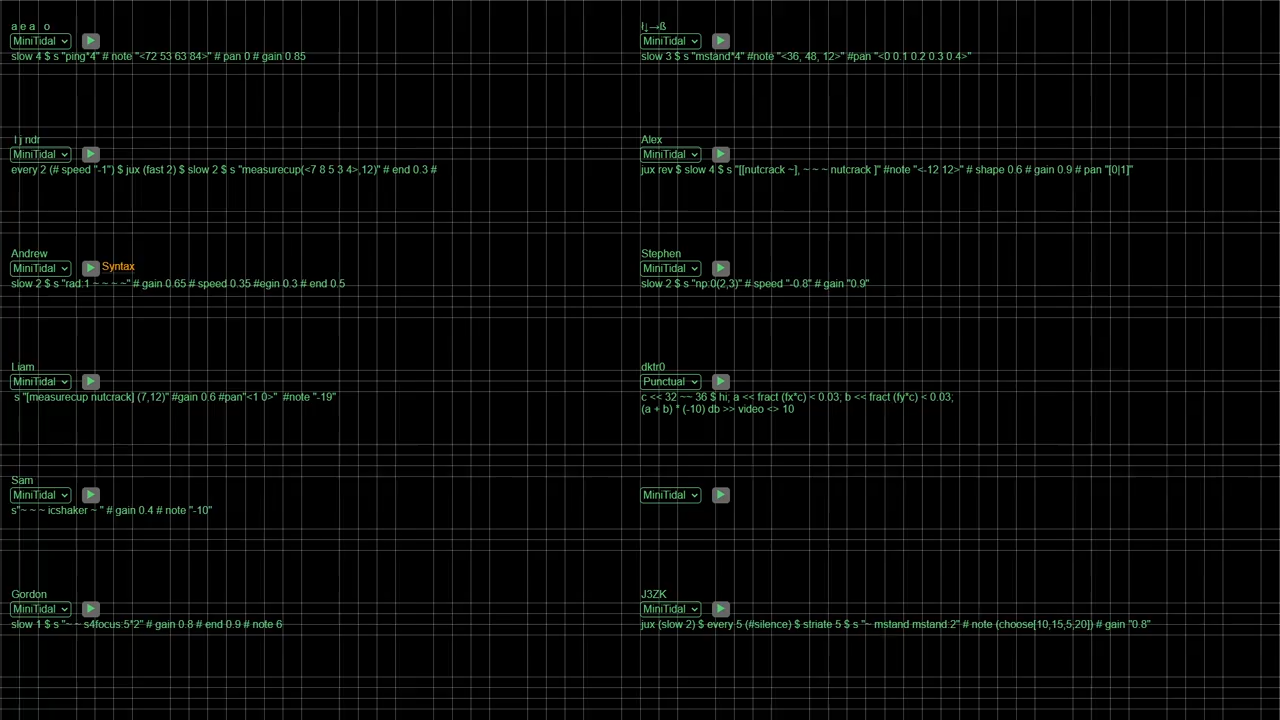 a e a o
MiniTidal
slow 4 $ s "ping*4" # note "<72 53 63 84>" # pan 0 # gain 0.85
ł↓→ß
MiniTidal
slow 3 $ s "mstand*4" #note "<36, 48, 12>" #pan "<0 0.1 0.2 0.3 0.4>"
l j ndr
MiniTidal
every 2 (# speed "-1") $ jux (fast 2) $ slow 2 $ s "measurecup(<7 8 5 3 4>,12)" # end 0.3 #
Alex
MiniTidal
jux rev $ slow 4 $ s "[[nutcrack ~], ~ ~ ~ nutcrack ]" #note "<-12 12>" # shape 0.6 # gain 0.9 # pan "[0|1]"
Andrew
MiniTidal Syntax
slow 2 $ s "rad:1 ~ ~ ~ ~" # gain 0.65 # speed 0.35 #egin 0.3 # end 0.5
Stephen
MiniTidal
slow 2 $ s "np:0(2,3)" # speed "-0.8" # gain "0.9"
Liam
MiniTidal
s "[measurecup nutcrack] (7,12)" #gain 0.6 #pan"<1 0>" #note "-19"
dktr0
Punctual
c << 32 ~~ 36 $ hi; a << fract (fx*c) < 0.03; b << fract (fy*c) < 0.03;
(a + b) * (-10) db >> video <> 10
Sam
MiniTidal
s"~ ~ ~ icshaker ~ " # gain 0.4 # note "-10"
MiniTidal
Gordon
MiniTidal
slow 1 $ s "~ ~ s4focus:5*2" # gain 0.8 # end 0.9 # note 6
J3ZK
MiniTidal
jux (slow 2) $ every 5 (#silence) $ striate 5 $ s "~ mstand mstand:2" # note (choose[10,15,5,20]) # gain "0.8"